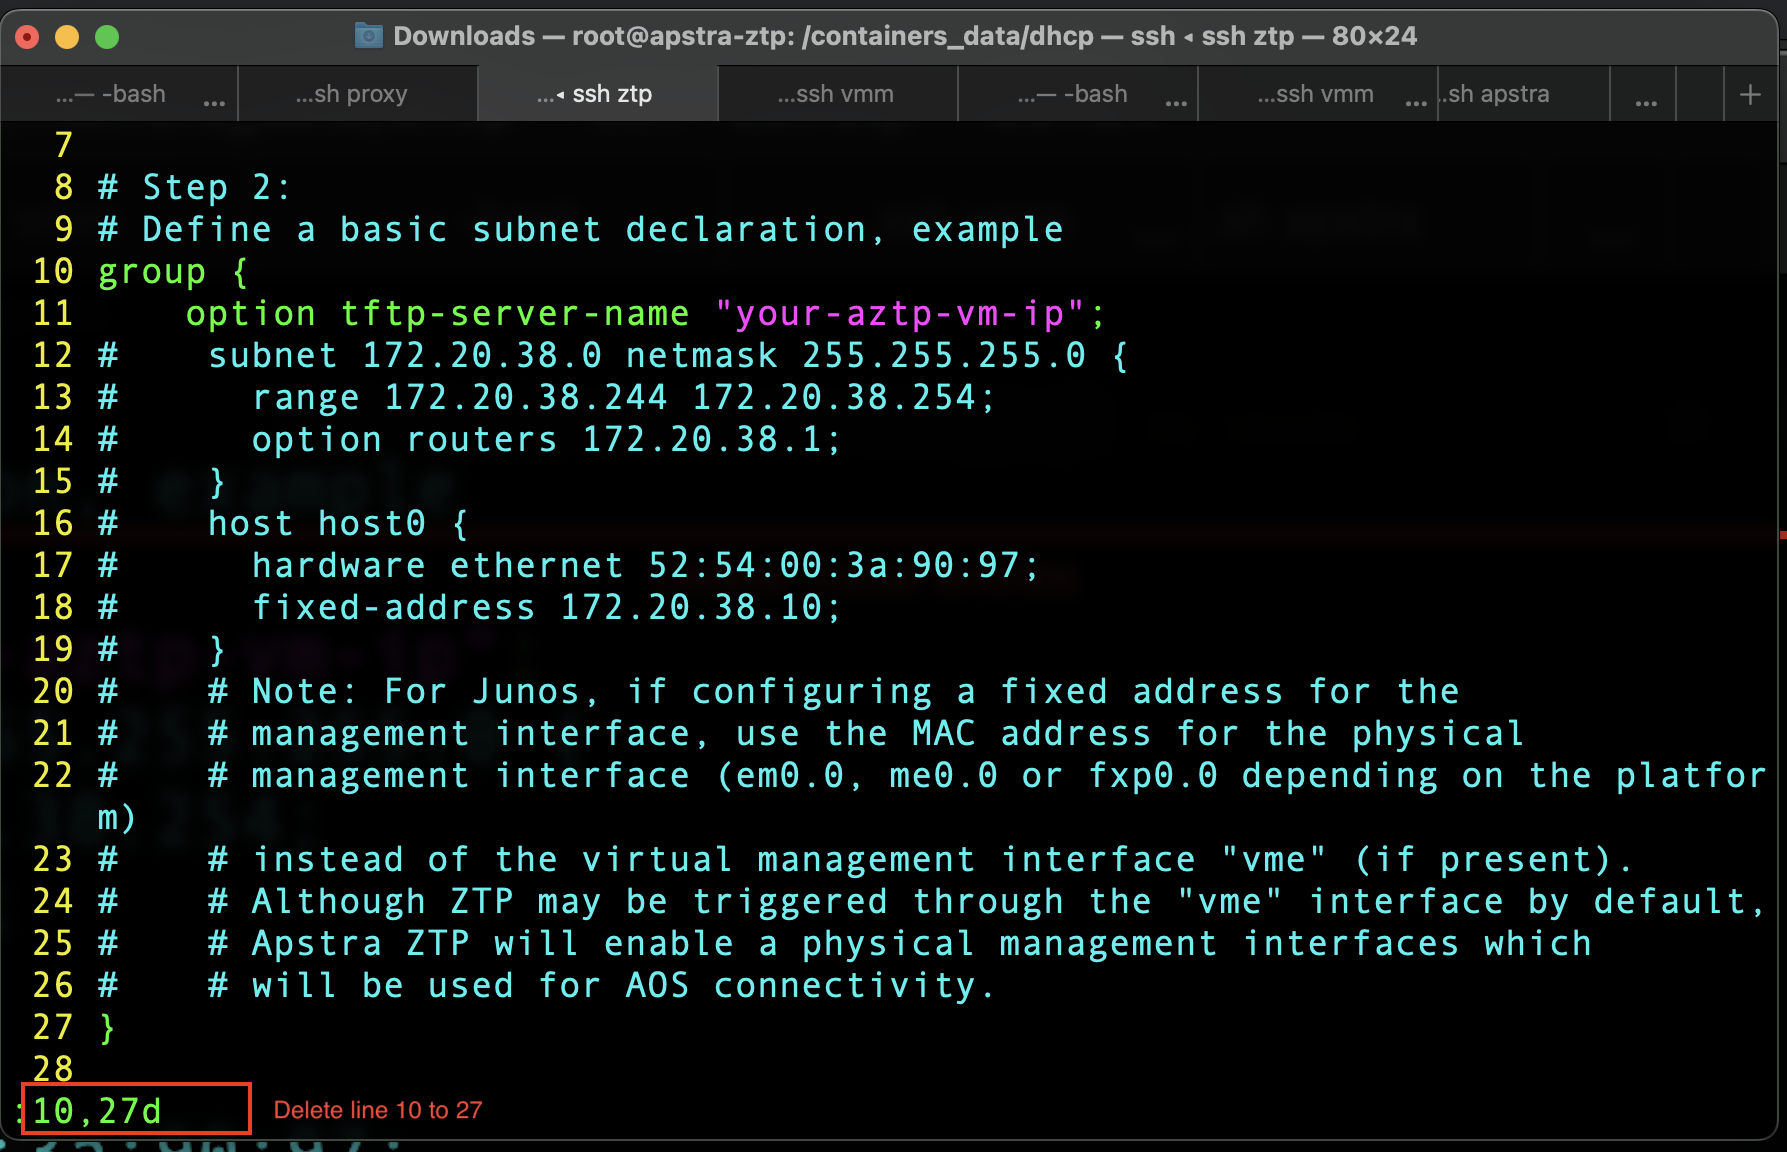 Downloads — root@apstra-ztp: /containers_data/dhcp — ssh ◂ ssh ztp — 80×24
...— -bash ... ...sh proxy ...◂ ssh ztp ...ssh vmm ...— -bash ... ...ssh vmm ... ..sh apstra ... +
7
8 # Step 2:
9 # Define a basic subnet declaration, example
10 group {
11     option tftp-server-name "your-aztp-vm-ip";
12 #    subnet 172.20.38.0 netmask 255.255.255.0 {
13 #      range 172.20.38.244 172.20.38.254;
14 #      option routers 172.20.38.1;
15 #    }
16 #    host host0 {
17 #      hardware ethernet 52:54:00:3a:90:97;
18 #      fixed-address 172.20.38.10;
19 #    }
20 #    # Note: For Junos, if configuring a fixed address for the
21 #    # management interface, use the MAC address for the physical
22 #    # management interface (em0.0, me0.0 or fxp0.0 depending on the platfor
m)
23 #    # instead of the virtual management interface "vme" (if present).
24 #    # Although ZTP may be triggered through the "vme" interface by default,
25 #    # Apstra ZTP will enable a physical management interfaces which
26 #    # will be used for AOS connectivity.
27 }
28
:10,27d Delete line 10 to 27